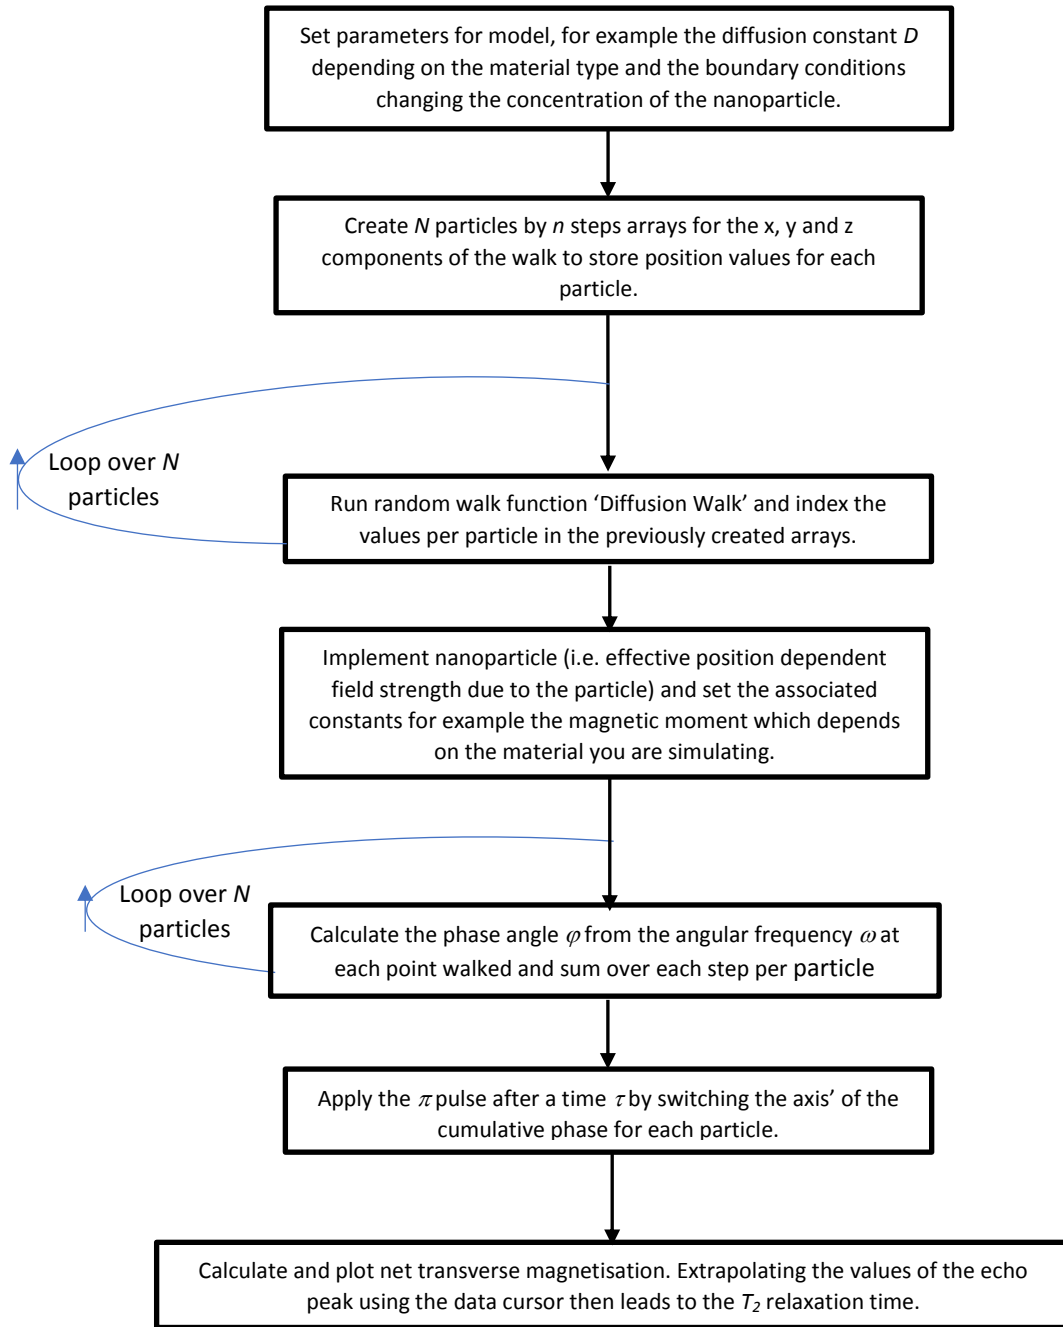 Set parameters for model, for example the diffusion constant D
depending on the material type and the boundary conditions
changing the concentration of the nanoparticle.
Create N particles by n steps arrays for the x, y and z
components of the walk to store position values for each
particle.
Loop over N
particles
Run random walk function ‘Diffusion Walk’ and index the
values per particle in the previously created arrays.
Implement nanoparticle (i.e. effective position dependent
field strength due to the particle) and set the associated
constants for example the magnetic moment which depends
on the material you are simulating.
Loop over N
particles
Calculate the phase angle φ from the angular frequency ω at
each point walked and sum over each step per particle
Apply the π pulse after a time τ by switching the axis’ of the
cumulative phase for each particle.
Calculate and plot net transverse magnetisation. Extrapolating the values of the echo
peak using the data cursor then leads to the T₂ relaxation time.